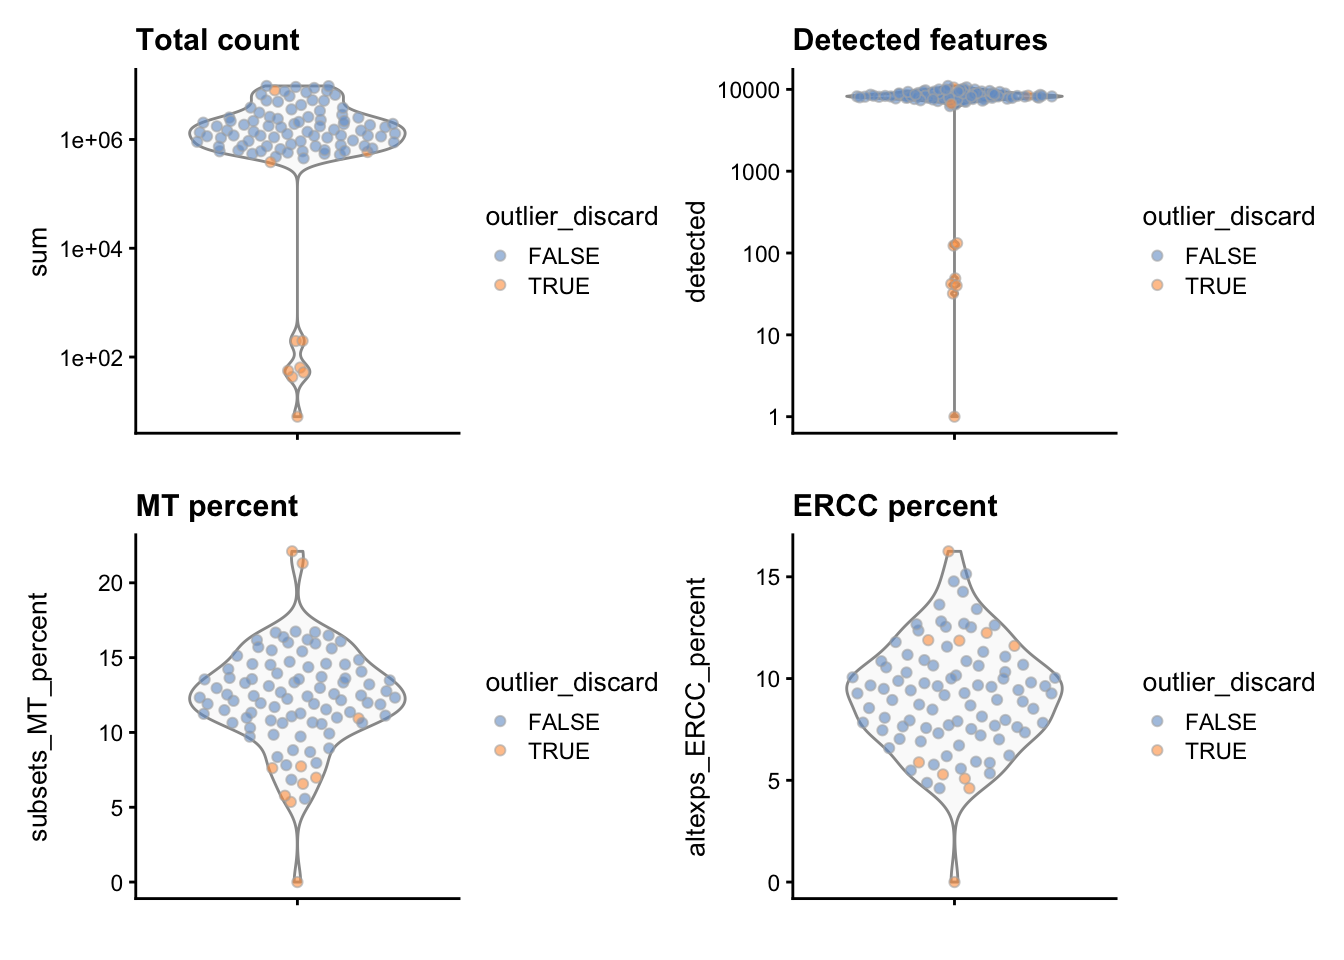 Total count
sum
1e+06
1e+04
1e+02
outlier_discard
FALSE
TRUE
Detected features
detected
10000
1000
100
10
1
outlier_discard
FALSE
TRUE
MT percent
subsets_MT_percent
20
15
10
5
0
outlier_discard
FALSE
TRUE
ERCC percent
altexps_ERCC_percent
15
10
5
0
outlier_discard
FALSE
TRUE